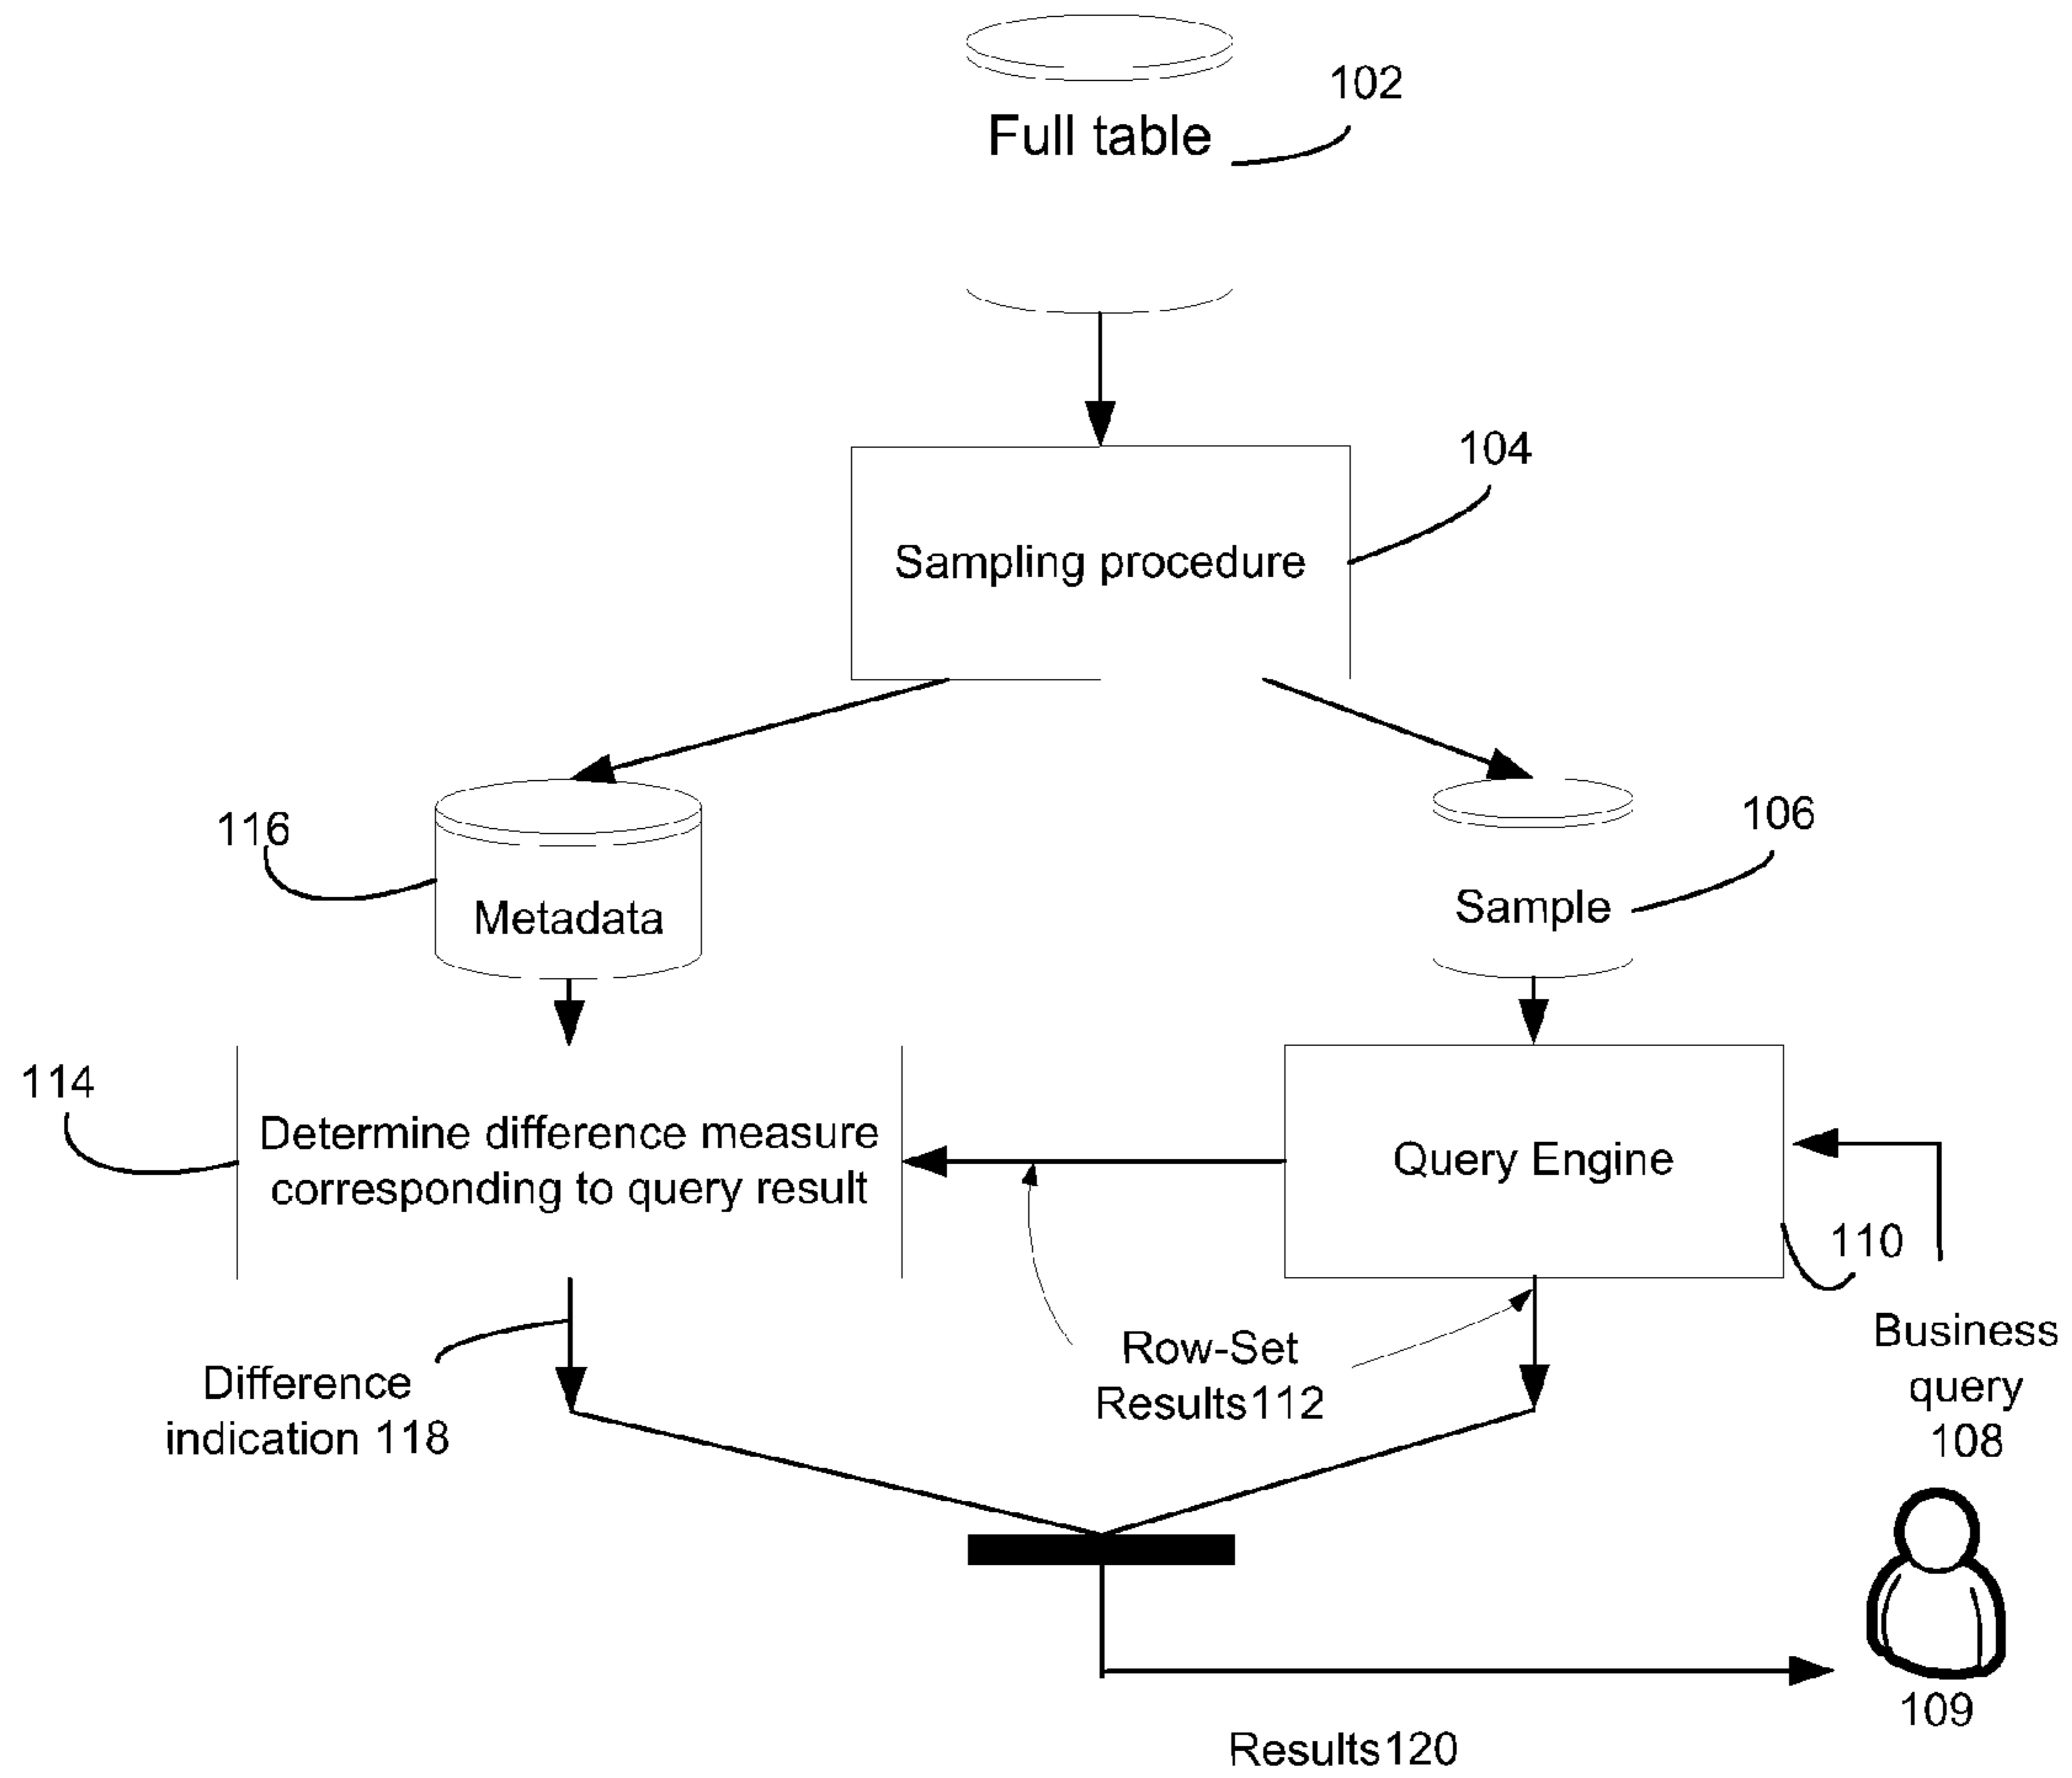 102
Full table
104
Sampling procedure
116
106
Metadata
Sample
114
Determine difference measure
corresponding to query result
Query Engine
110
Row-Set
Results112
Business
query
108
Difference
indication 118
109
Results120